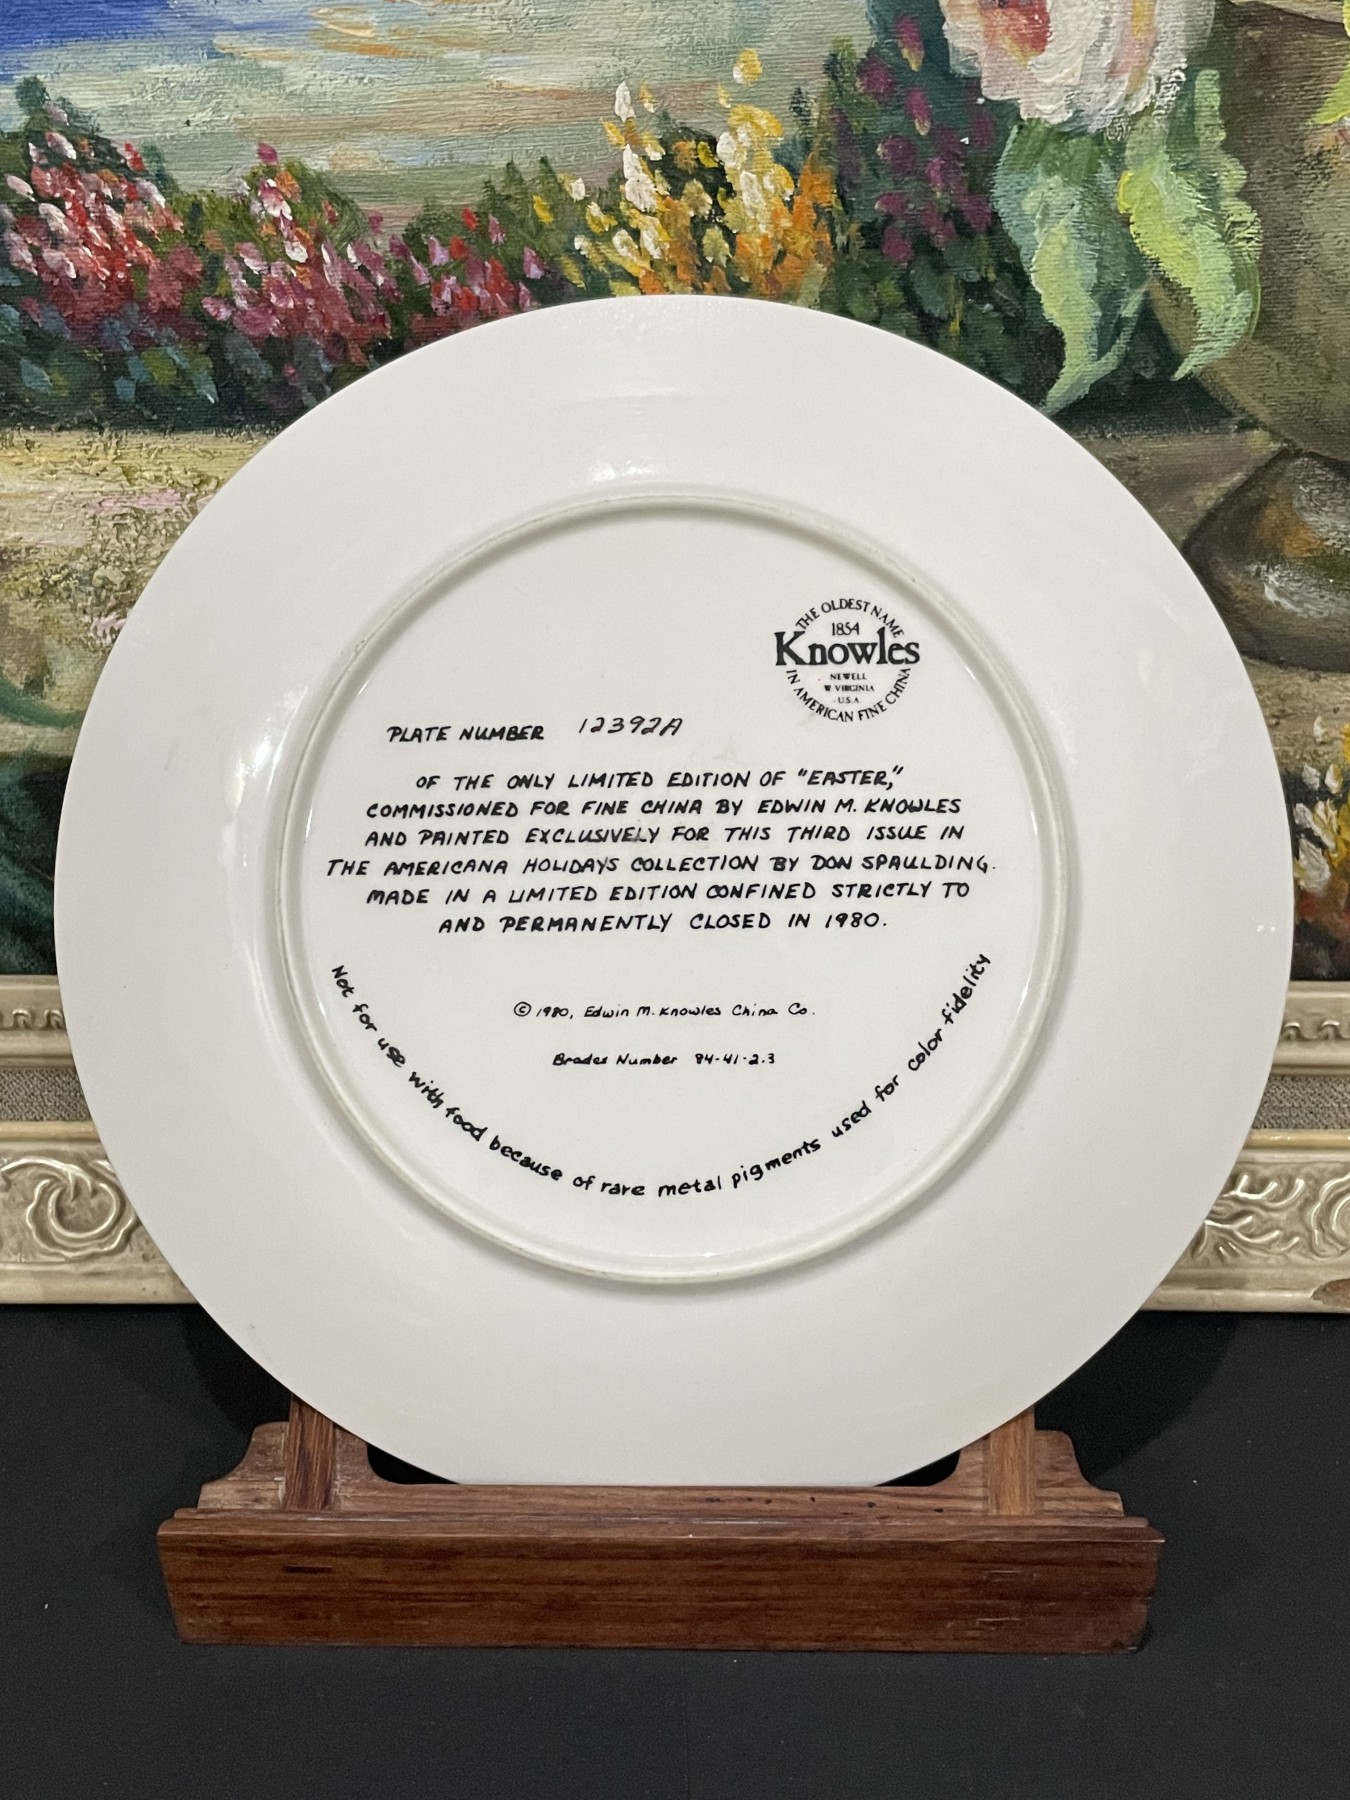 THE OLDEST NAME
1854
Knowles
NEWELL
W VIRGINIA
U.S.A
IN AMERICAN FINE CHINA
PLATE NUMBER 12392A
OF THE ONLY LIMITED EDITION OF "EASTER,"
COMMISSIONED FOR FINE CHINA BY EDWIN M. KNOWLES
AND PAINTED EXCLUSIVELY FOR THIS THIRD ISSUE IN
THE AMERICANA HOLIDAYS COLLECTION BY DON SPAULDING.
MADE IN A LIMITED EDITION CONFINED STRICTLY TO
AND PERMANENTLY CLOSED IN 1980.
© 1980, Edwin M. Knowles China Co.
Bradex Number 84-41-2.3
Not for use with food because of rare metal pigments used for color fidelity